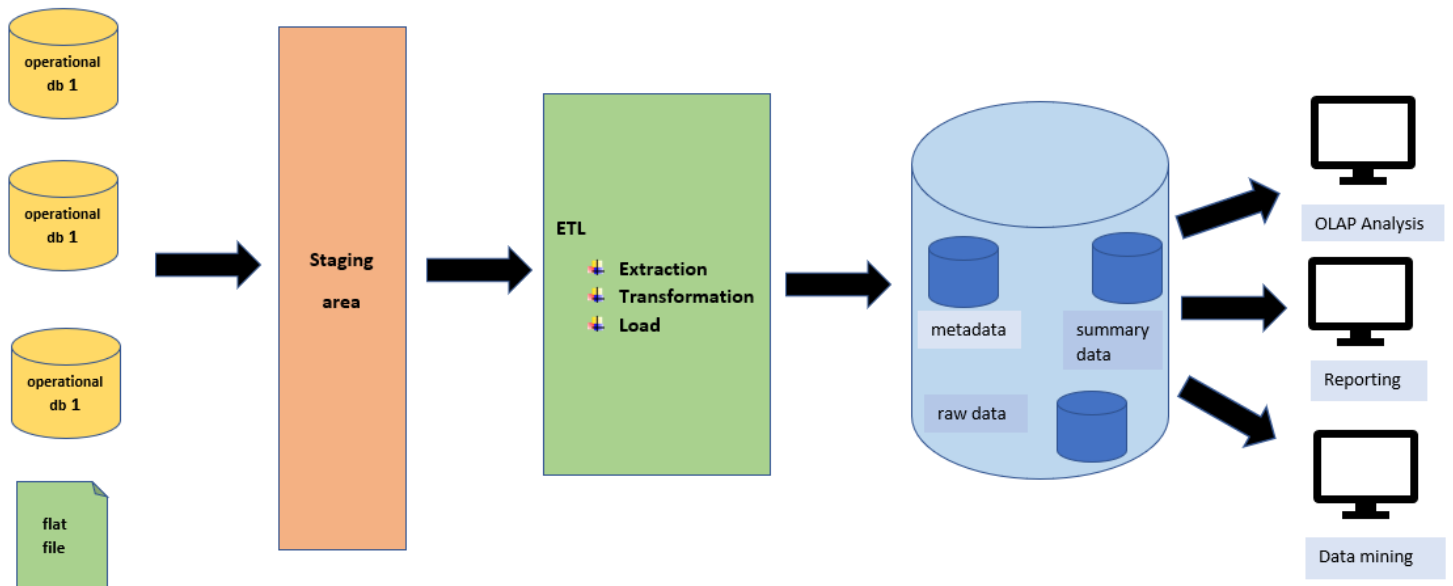 operational
db 1
operational
db 1
operational
db 1
flat
file
Staging
area
ETL
Extraction
Transformation
Load
metadata
summary
data
raw data
OLAP Analysis
Reporting
Data mining